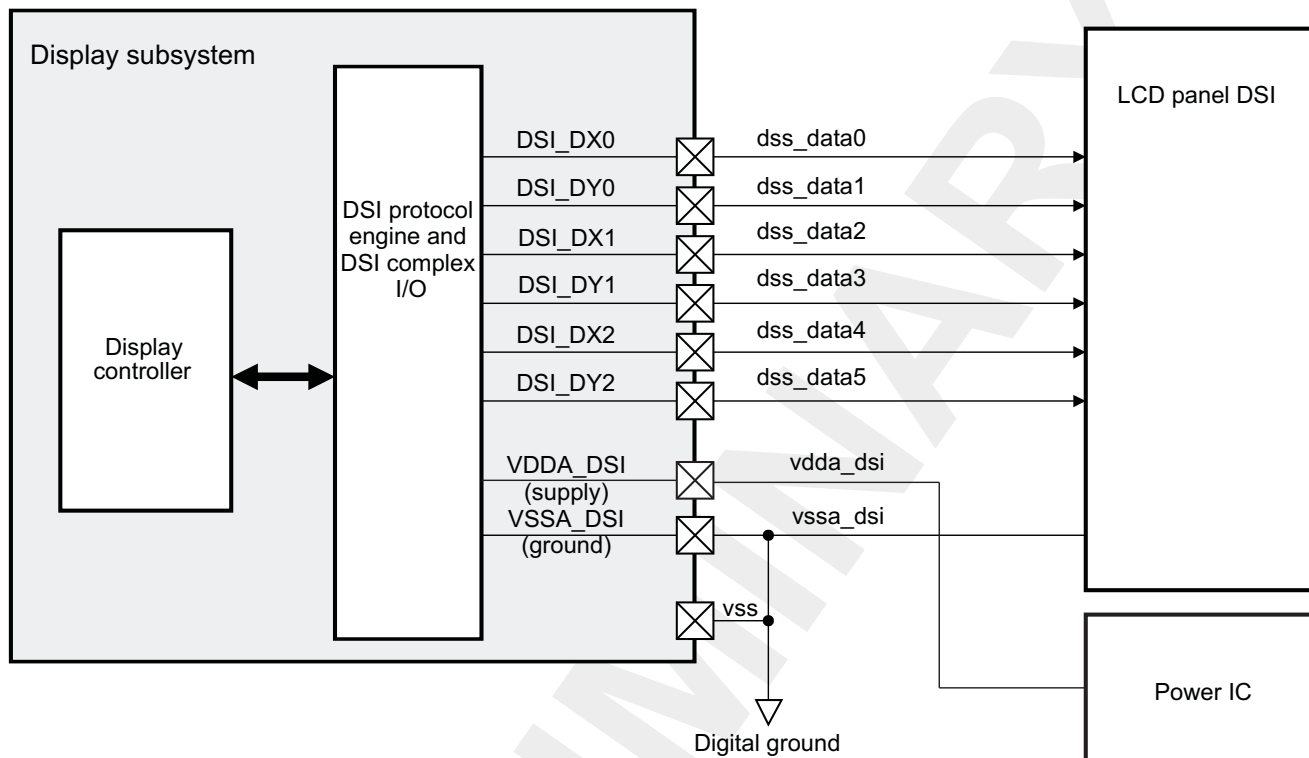 Display subsystem
LCD panel DSI
DSI_DX0
dss_data0
DSI_DY0
dss_data1
DSI protocol
engine and
DSI complex
I/O
DSI_DX1
dss_data2
DSI_DY1
dss_data3
DSI_DX2
dss_data4
Display
controller
DSI_DY2
dss_data5
VDDA_DSI
(supply)
vdda_dsi
VSSA_DSI
(ground)
vssa_dsi
vss
Power IC
Digital ground